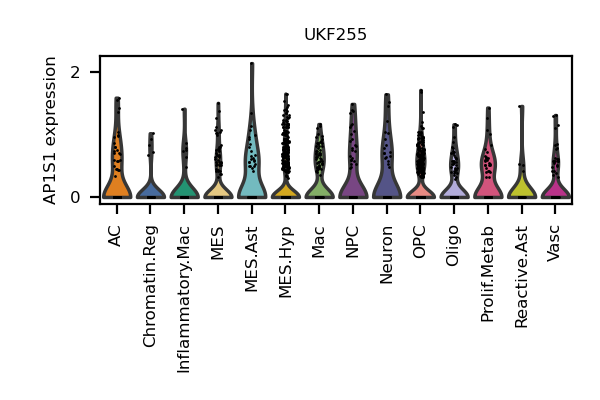 UKF255
AP1S1 expression
2
0
AC
Chromatin.Reg
Inflammatory.Mac
MES
MES.Ast
MES.Hyp
Mac
NPC
Neuron
OPC
Oligo
Prolif.Metab
Reactive.Ast
Vasc